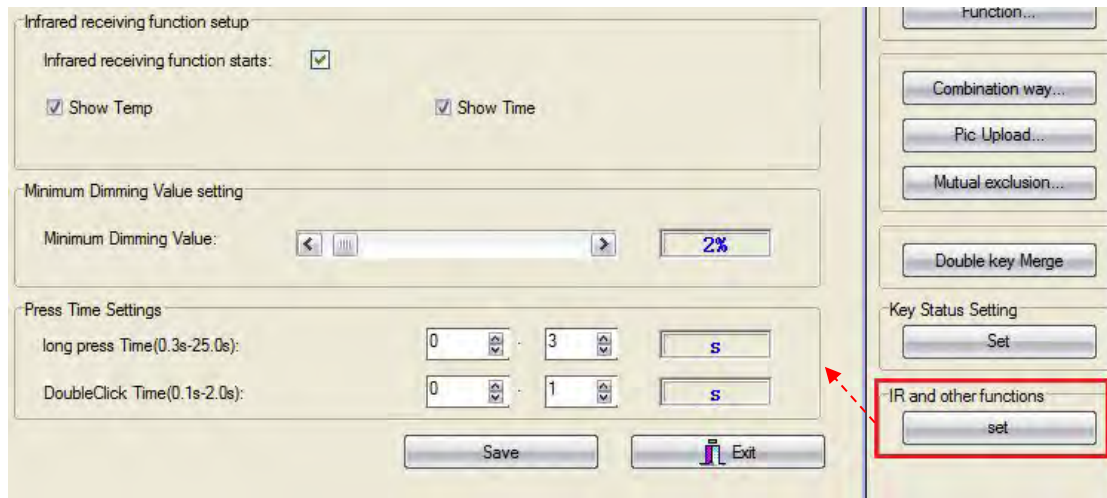 Infrared receiving function setup
Infrared receiving function starts:
Show Temp
Show Time
Minimum Dimming Value setting
Minimum Dimming Value:
2%
Press Time Settings
long press Time(0.3s-25.0s):
0 . 3 s
DoubleClick Time(0.1s-2.0s):
0 . 1 s
Save
Exit
Function...
Combination way...
Pic Upload...
Mutual exclusion...
Double key Merge
Key Status Setting
Set
IR and other functions
set